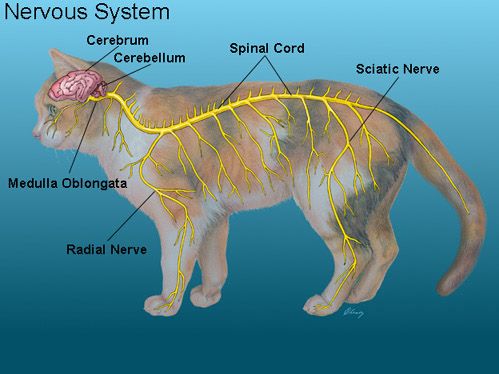 Nervous System
Cerebrum
Cerebellum
Spinal Cord
Sciatic Nerve
Medulla Oblongata
Radial Nerve